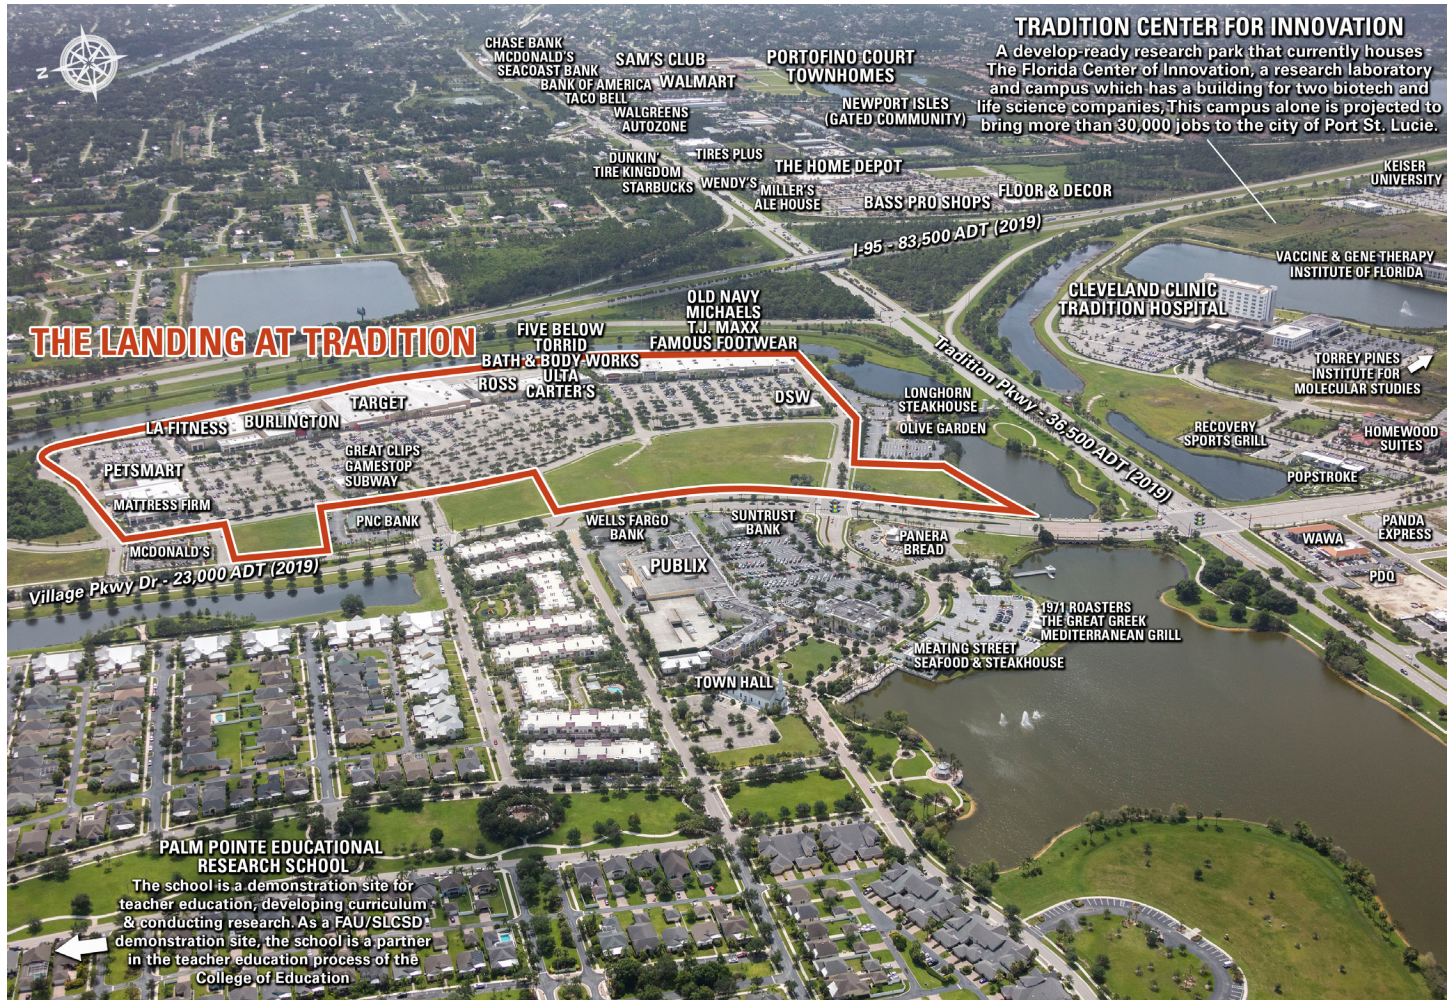 N
TRADITION CENTER FOR INNOVATION
A develop-ready research park that currently houses
The Florida Center of Innovation, a research laboratory
and campus which has a building for two biotech and
life science companies, This campus alone is projected to
bring more than 30,000 jobs to the city of Port St. Lucie.
CHASE BANK
MCDONALD'S
SEACOAST BANK
BANK OF AMERICA
TACO BELL
SAM'S CLUB
WALMART
WALGREENS
AUTOZONE
PORTOFINO COURT
TOWNHOMES
NEWPORT ISLES
(GATED COMMUNITY)
DUNKIN'
TIRE KINGDOM
STARBUCKS
TIRES PLUS
WENDY'S
THE HOME DEPOT
MILLER'S
ALE HOUSE
BASS PRO SHOPS
FLOOR & DECOR
KEISER
UNIVERSITY
I-95 - 83,500 ADT (2019)
VACCINE & GENE THERAPY
INSTITUTE OF FLORIDA
CLEVELAND CLINIC
TRADITION HOSPITAL
THE LANDING AT TRADITION
FIVE BELOW
TORRID
BATH & BODY WORKS
ULTA
CARTER'S
ROSS
OLD NAVY
MICHAELS
T.J. MAXX
FAMOUS FOOTWEAR
DSW
TARGET
BURLINGTON
LA FITNESS
PETSMART
MATTRESS FIRM
GREAT CLIPS
GAMESTOP
SUBWAY
Tradition Pkwy - 36,500 ADT (2019)
TORREY PINES
INSTITUTE FOR
MOLECULAR STUDIES
LONGHORN
STEAKHOUSE
OLIVE GARDEN
RECOVERY
SPORTS GRILL
HOMEWOOD
SUITES
POPSTROKE
MCDONALD'S
PNC BANK
WELLS FARGO
BANK
SUNTRUST
BANK
PANERA
BREAD
WAWA
PANDA
EXPRESS
PDQ
Village Pkwy Dr - 23,000 ADT (2019)
PUBLIX
1971 ROASTERS
THE GREAT GREEK
MEDITERRANEAN GRILL
MEATING STREET
SEAFOOD & STEAKHOUSE
TOWN HALL
PALM POINTE EDUCATIONAL
RESEARCH SCHOOL
The school is a demonstration site for
teacher education, developing curriculum
& conducting research. As a FAU/SLCSD
demonstration site, the school is a partner
in the teacher education process of the
College of Education